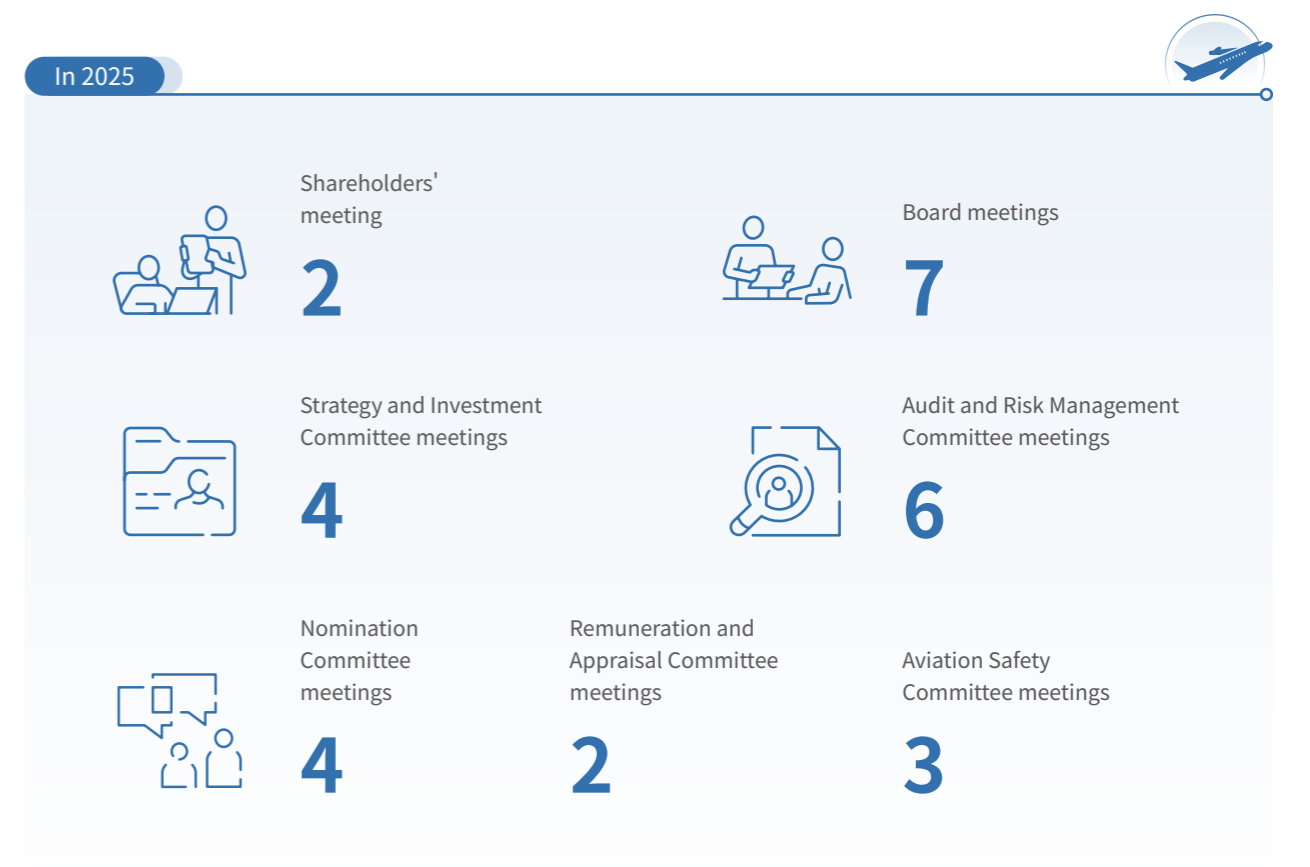 In 2025
Shareholders'
meeting
2
Board meetings
7
Strategy and Investment
Committee meetings
4
Audit and Risk Management
Committee meetings
6
Nomination
Committee
meetings
4
Remuneration and
Appraisal Committee
meetings
2
Aviation Safety
Committee meetings
3